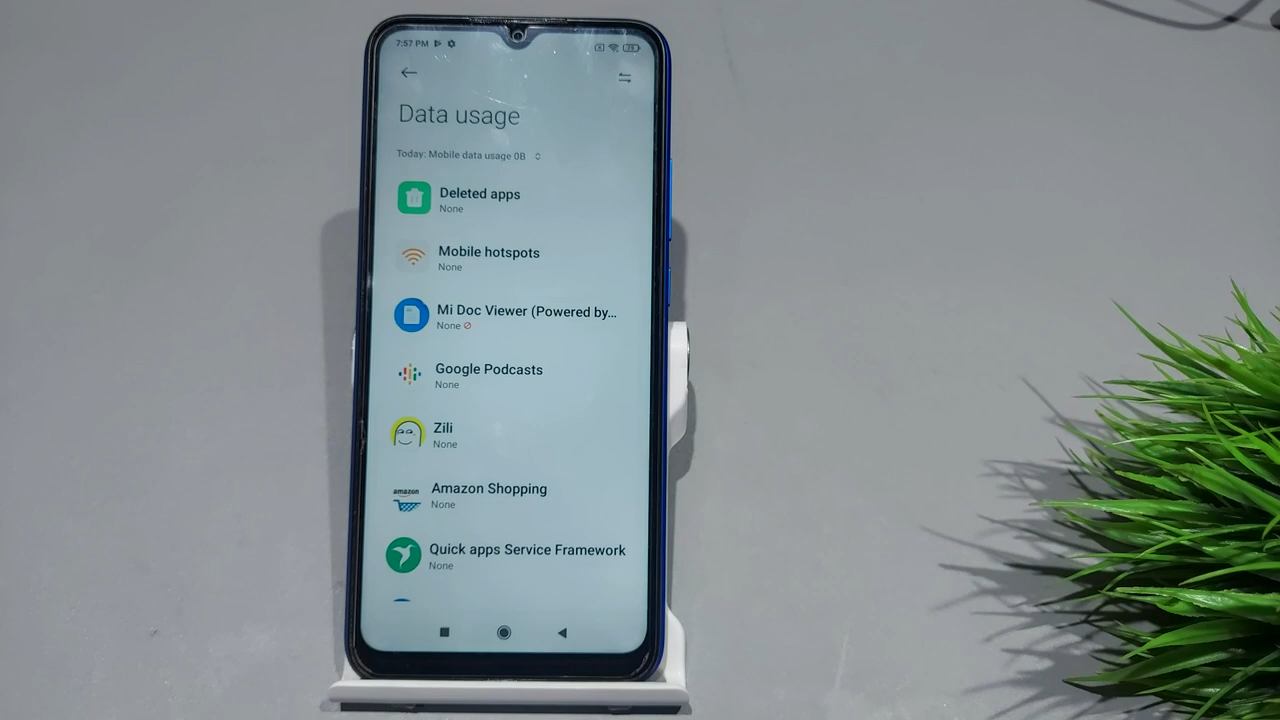 7:57 PM
29
Data usage
Today: Mobile data usage 0B
Deleted apps
None
Mobile hotspots
None
Mi Doc Viewer (Powered by...
None
Google Podcasts
None
Zili
None
amazon
Amazon Shopping
None
Quick apps Service Framework
None